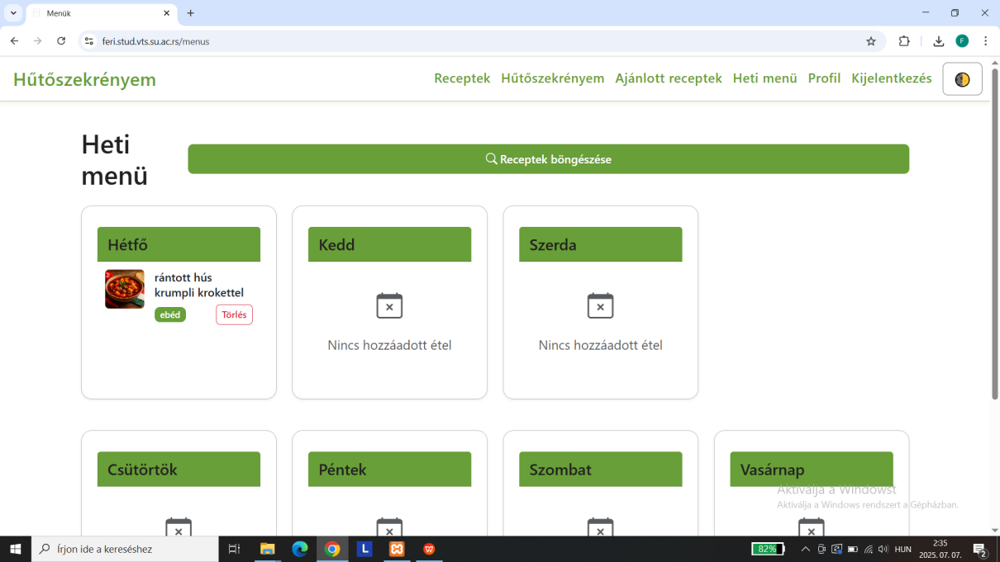 Menük
feri.stud.vts.su.ac.rs/menus
F
Hűtőszekrényem
Receptek Hűtőszekrényem Ajánlott receptek Heti menü Profil Kijelentkezés
Heti
menü
Receptek böngészése
Hétfő
rántott hús
krumpli krokettel
ebéd
Törlés
Kedd
Nincs hozzáadott étel
Szerda
Nincs hozzáadott étel
Csütörtök
Péntek
Szombat
Vasárnap
Aktiválja a Windowst
Aktiválja a Windows rendszert a Gépházban.
Írjon ide a kereséshez
L
82%
HUN
2:35
2025. 07. 07.
2